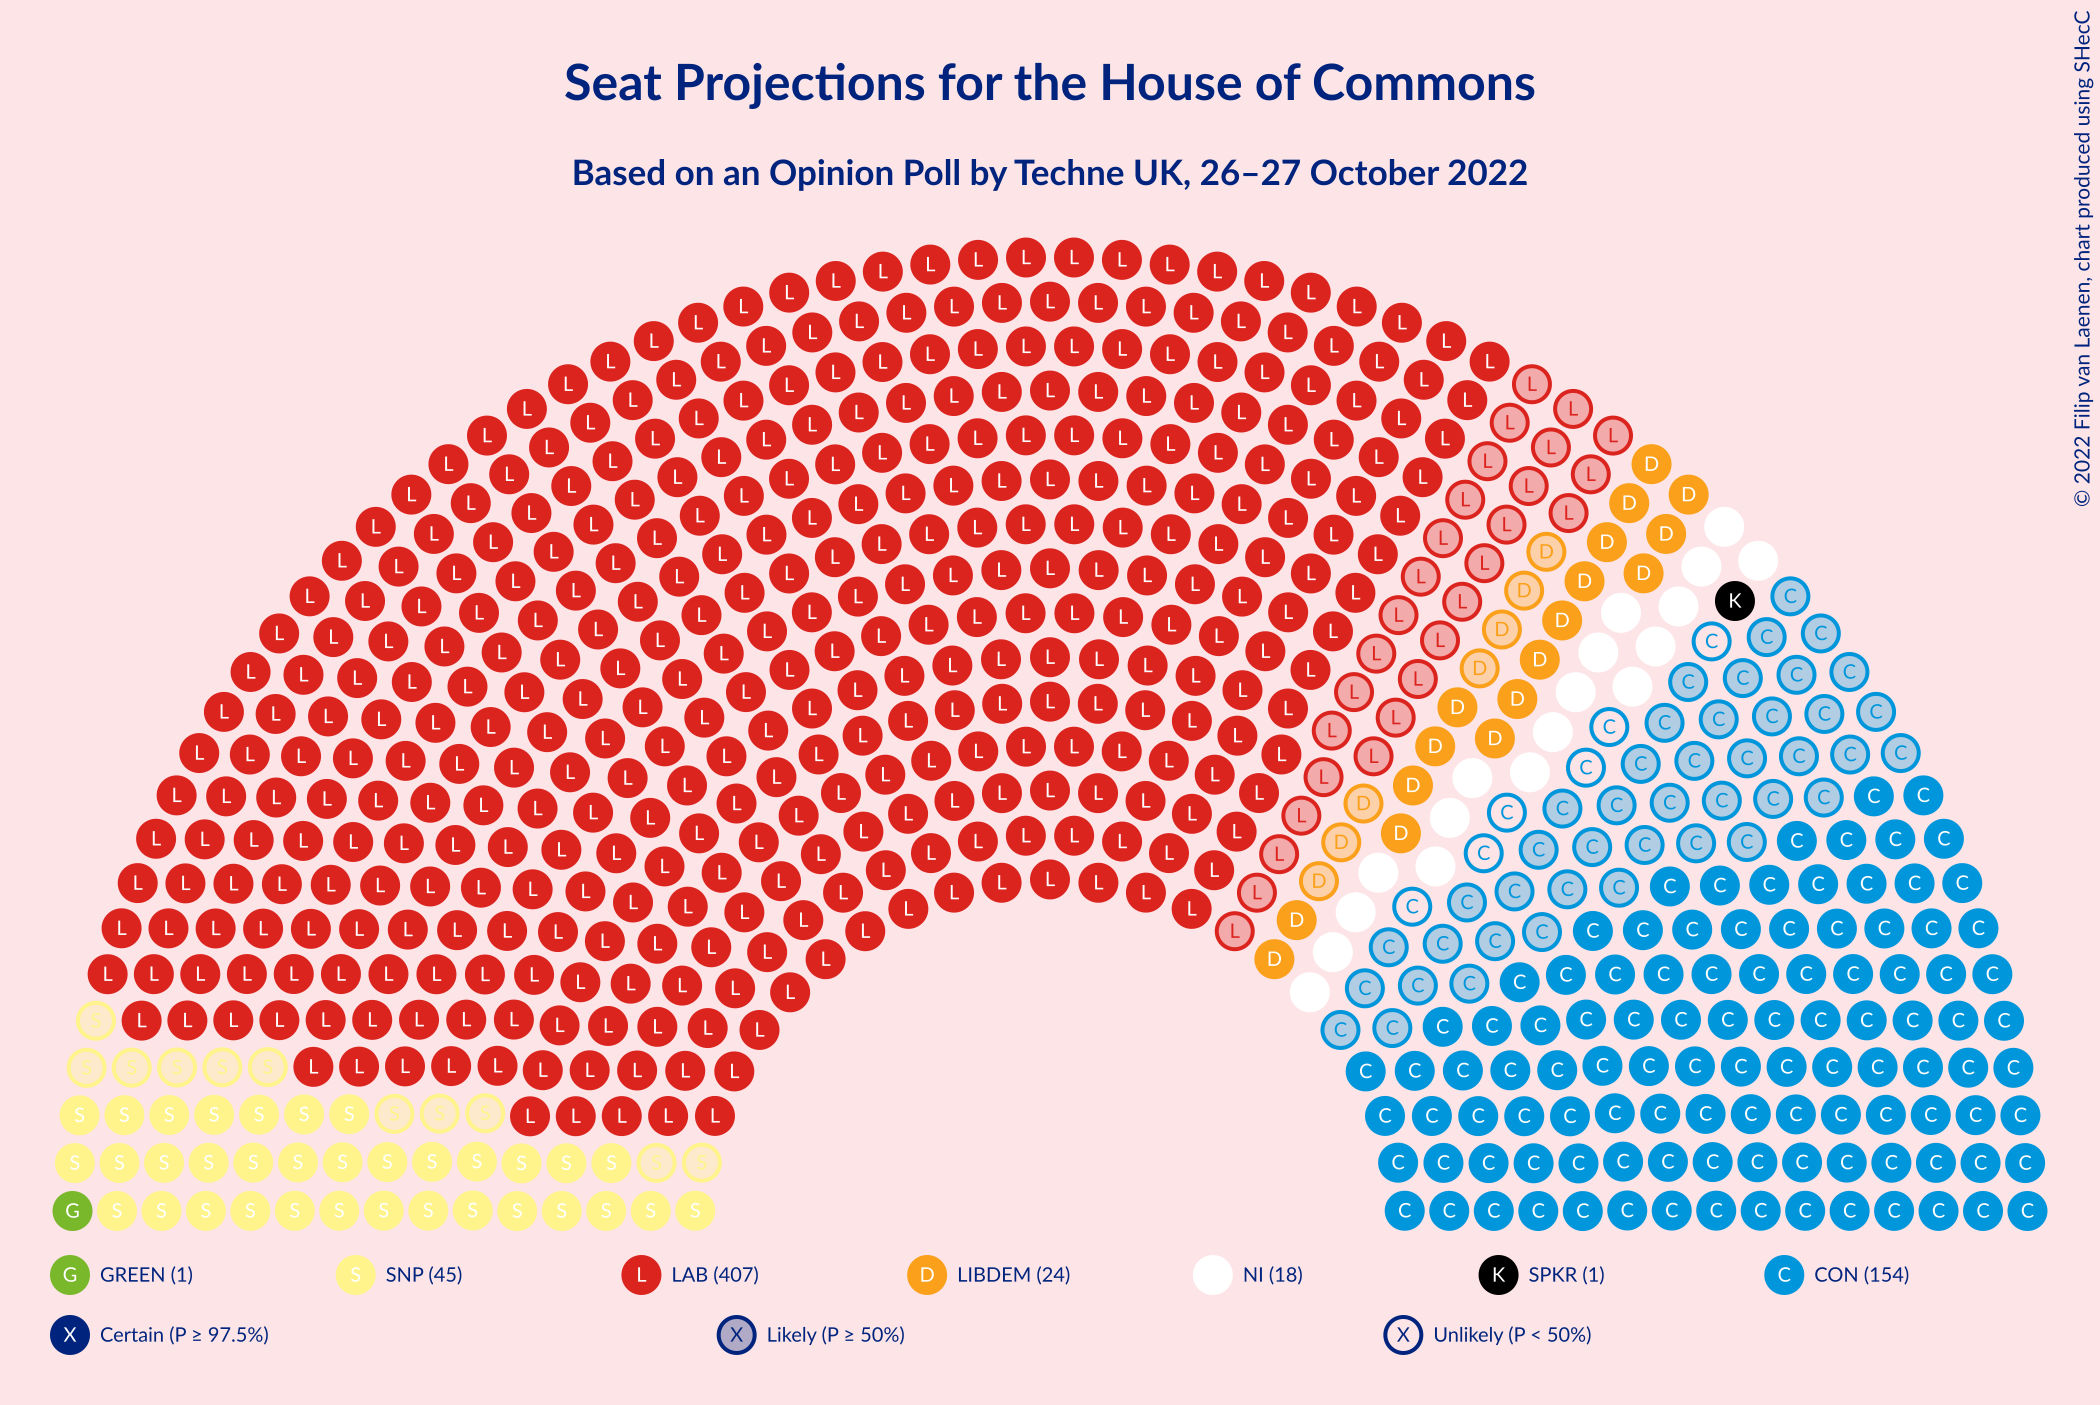 Seat Projections for the House of Commons
Based on an Opinion Poll by Techne UK, 26–27 October 2022
© 2022 Filip van Laenen, chart produced using SHecC
G GREEN (1) S SNP (45) L LAB (407) D LIBDEM (24) NI (18) K SPKR (1) C CON (154)
X Certain (P ≥ 97.5%) X Likely (P ≥ 50%) X Unlikely (P < 50%)